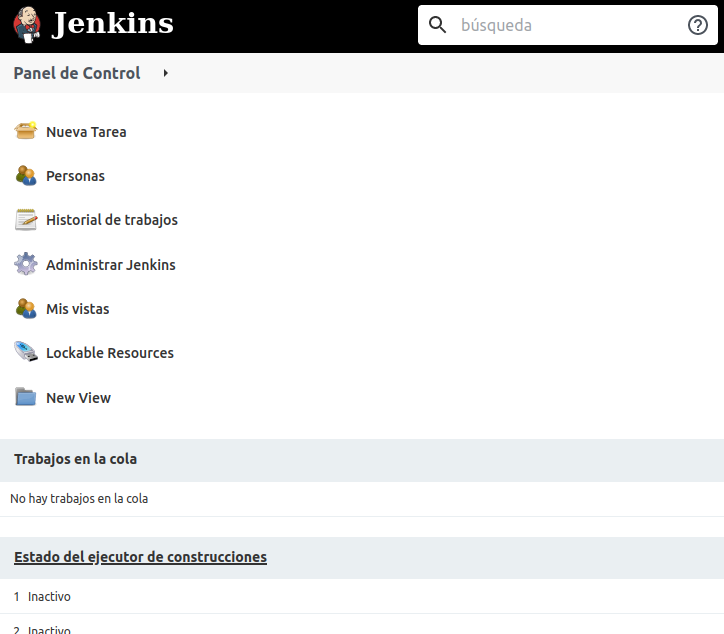 Jenkins
búsqueda
Panel de Control
Nueva Tarea
Personas
Historial de trabajos
Administrar Jenkins
Mis vistas
Lockable Resources
New View
Trabajos en la cola
No hay trabajos en la cola
Estado del ejecutor de construcciones
1 Inactivo
2 Inactivo